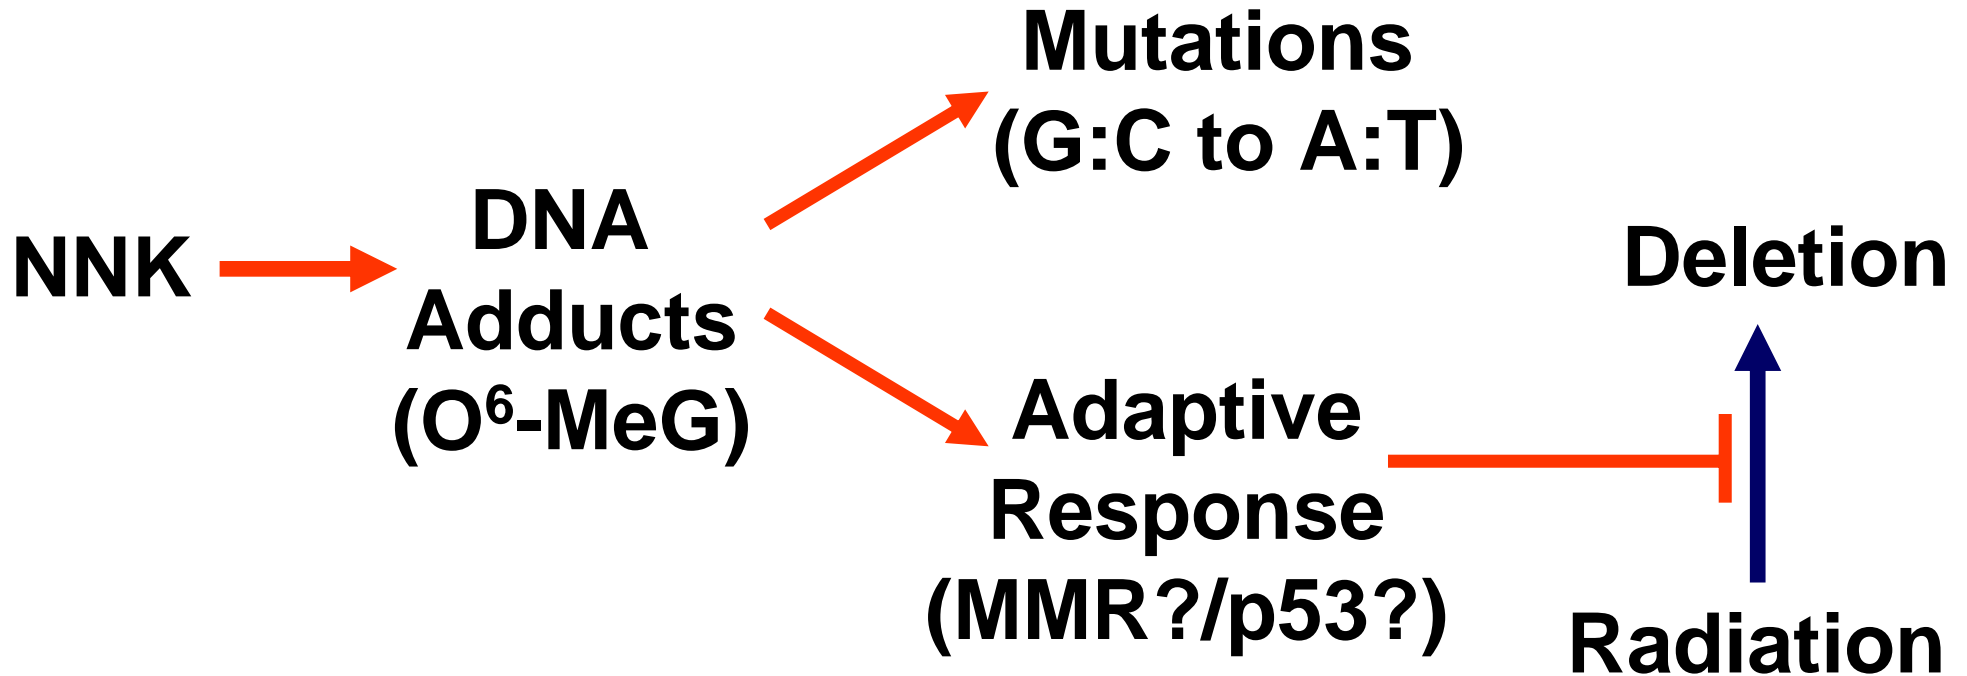 NNK
DNA
Adducts
(O⁶-MeG)
Mutations
(G:C to A:T)
Adaptive
Response
(MMR?/p53?)
Deletion
Radiation